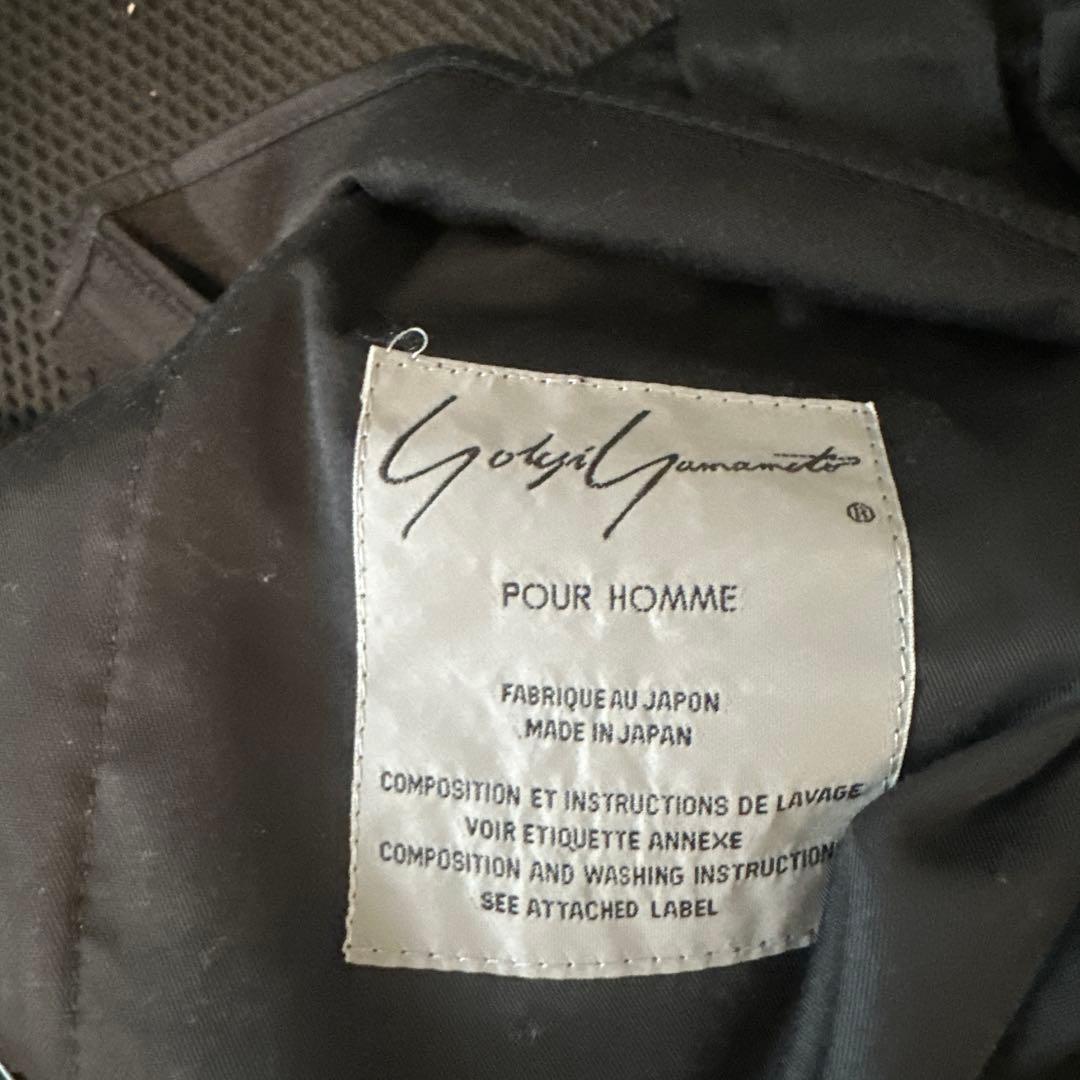 Yohji Yamamoto
®
POUR HOMME
FABRIQUE AU JAPON
MADE IN JAPAN
COMPOSITION ET INSTRUCTIONS DE LAVAGE
VOIR ETIQUETTE ANNEXE
COMPOSITION AND WASHING INSTRUCTION
SEE ATTACHED LABEL